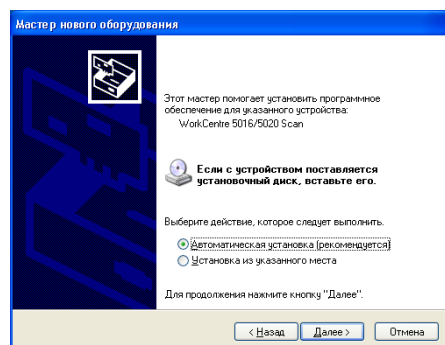 Мастер нового оборудования
Этот мастер помогает установить программное
обеспечение для указанного устройства:
WorkCentre 5016/5020 Scan
Если с устройством поставляется
установочный диск, вставьте его.
Выберите действие, которое следует выполнить.
Автоматическая установка (рекомендуется)
Установка из указанного места
Для продолжения нажмите кнопку "Далее".
< Назад
Далее >
Отмена